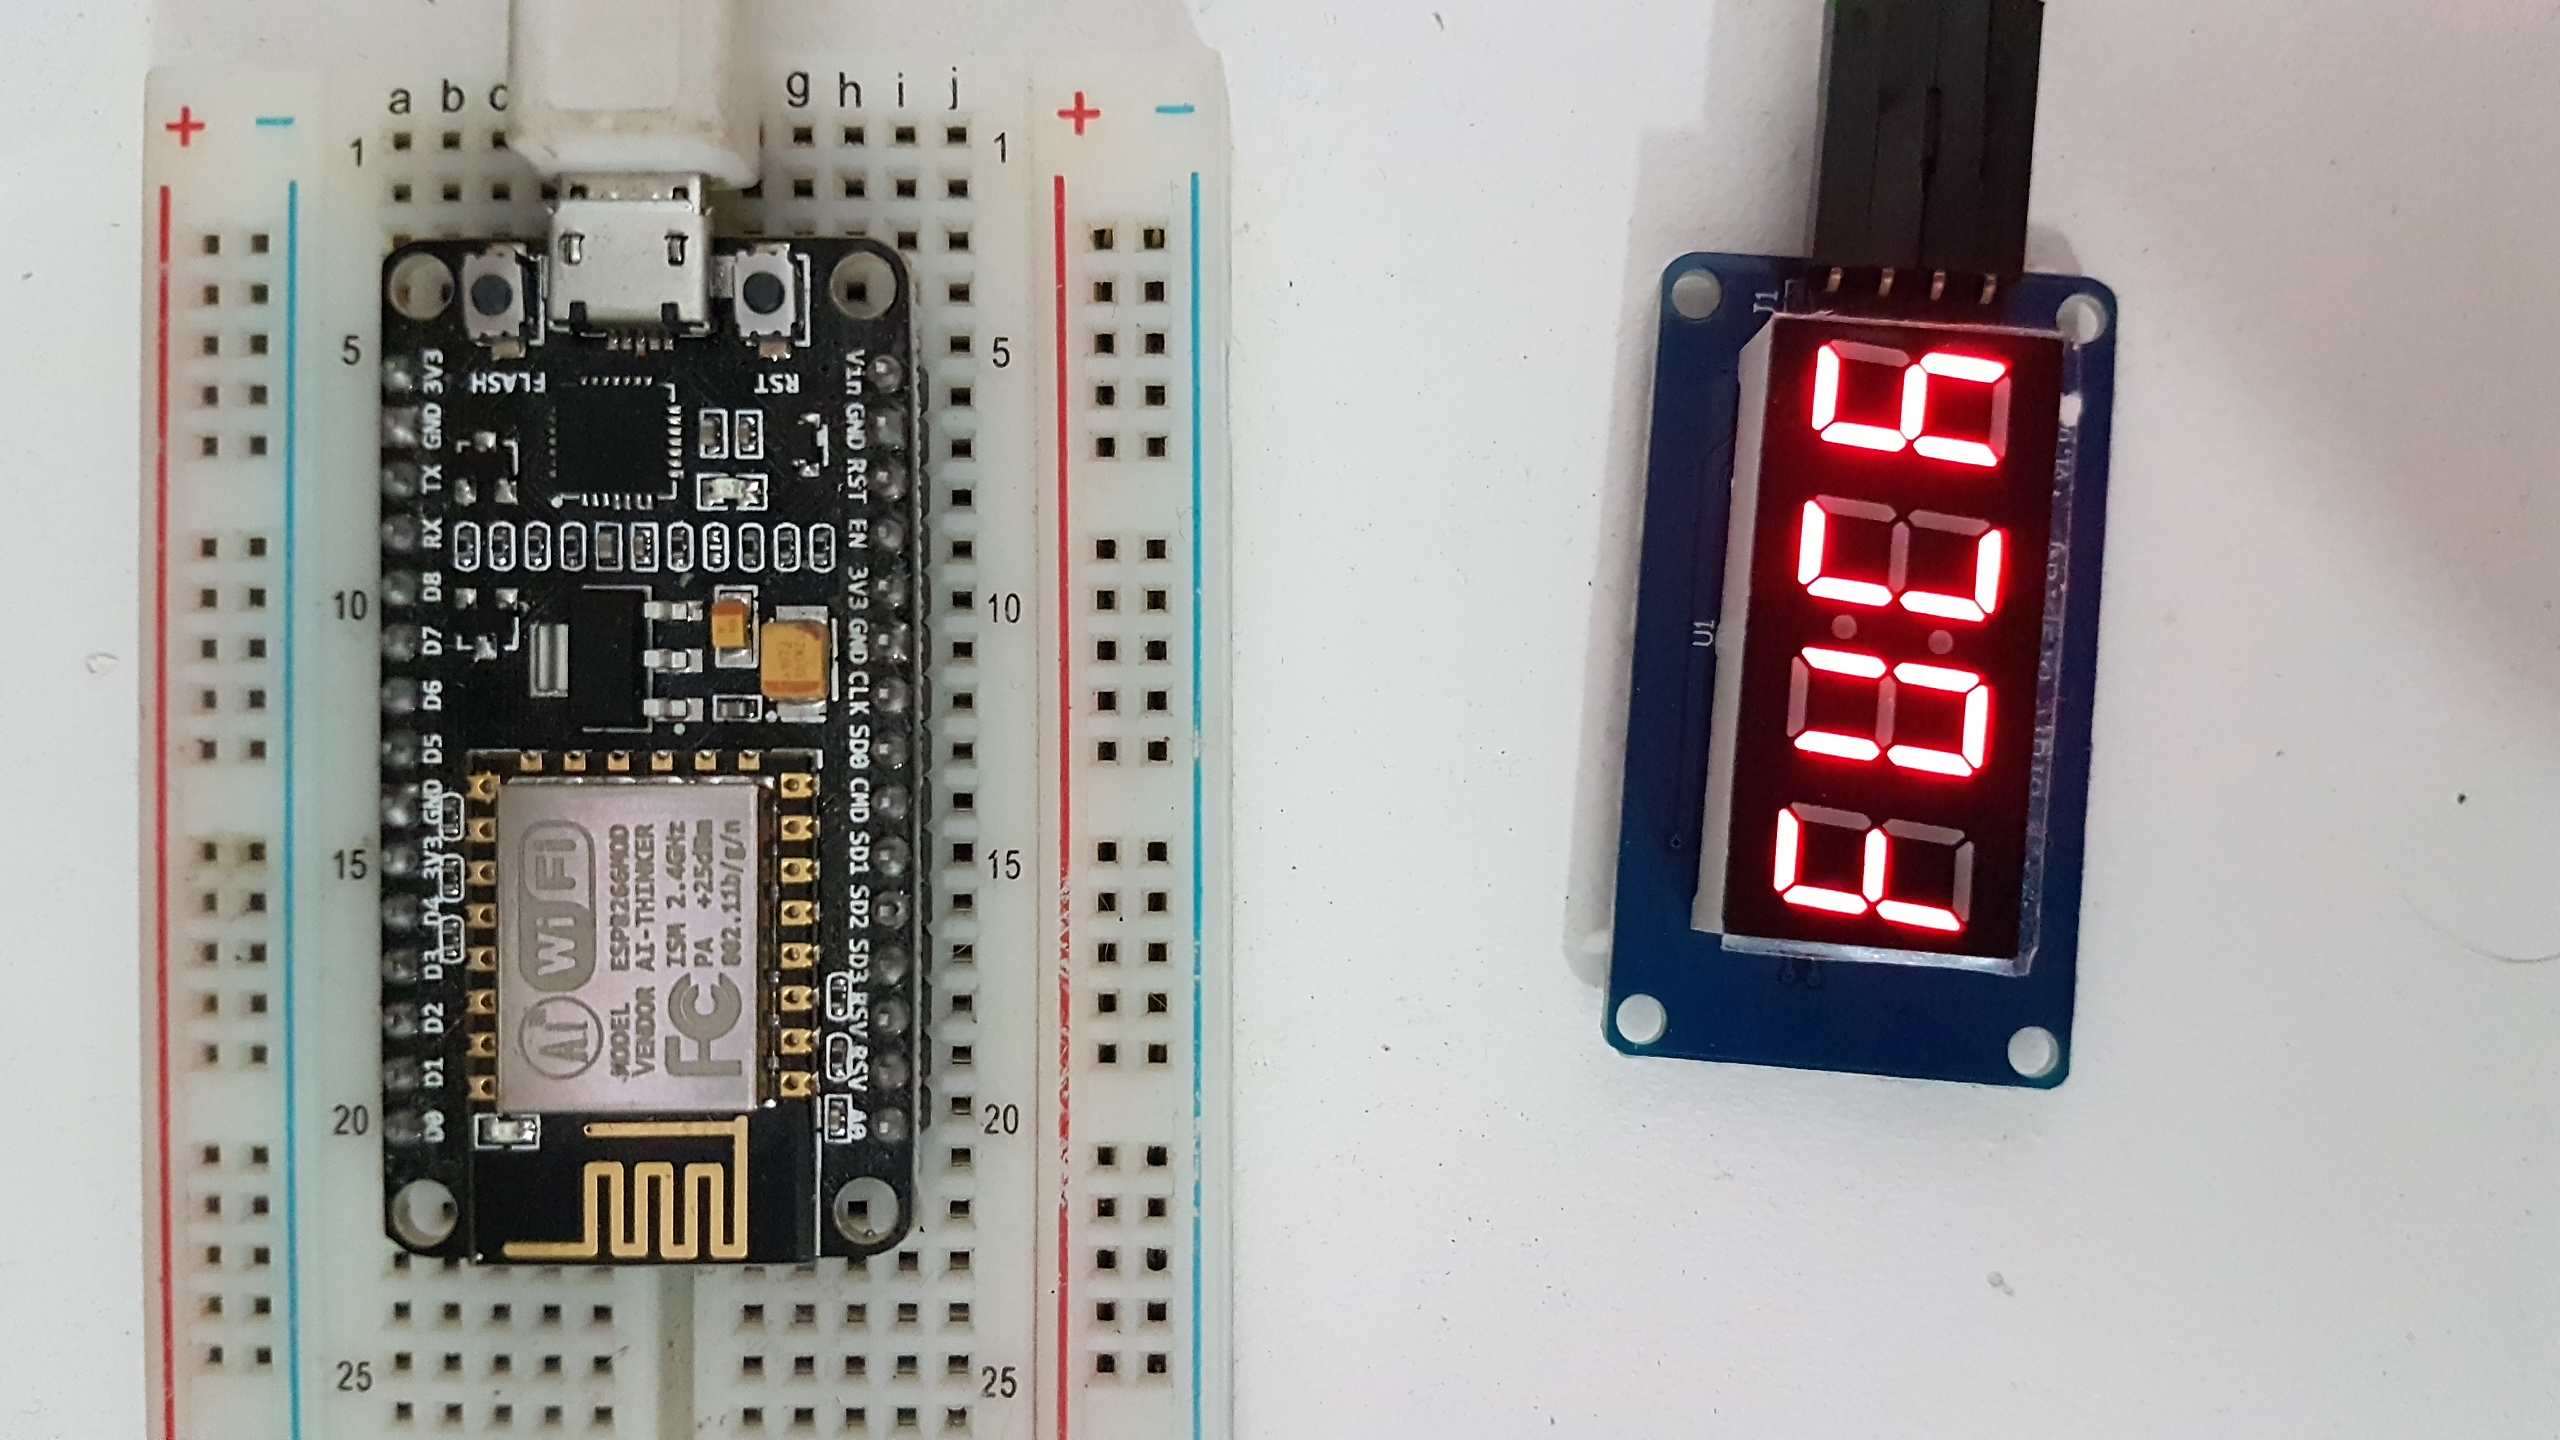 +
-
25 20 15 10 5 1
a
b
c
D0 D1 D2 D3 D4 3V3 GND D5 D6 D7 D8 RX TX GND 3V3
FLASH
Ai WiFi
MODEL ESP8266MOD
VENDOR AI-THINKER
FC ISM 2.4GHz
PA +25dBm
802.11b/g/n
RST
A0 RSV RSV SD3 SD2 SD1 CMD SD0 CLK GND 3V3 EN RST GND Vin
g
h
i
j
25 20 15 10 5 1
+
-
U1
J1
FUCK